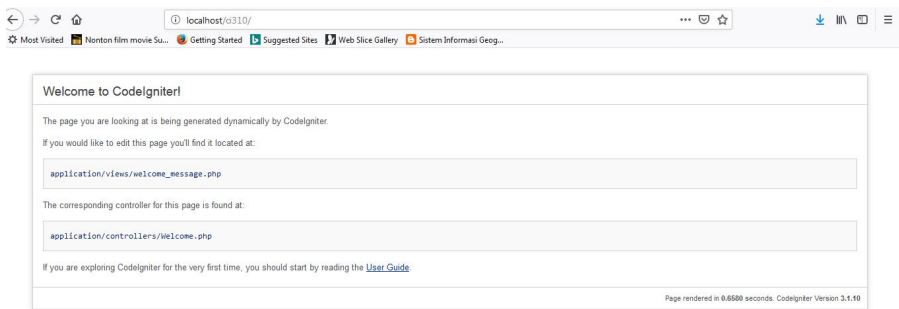 localhost/ci310/
Most Visited Nonton film movie Su... Getting Started Suggested Sites Web Slice Gallery Sistem Informasi Geog...
Welcome to CodeIgniter!
The page you are looking at is being generated dynamically by CodeIgniter.
If you would like to edit this page you'll find it located at:
application/views/welcome_message.php
The corresponding controller for this page is found at:
application/controllers/Welcome.php
If you are exploring CodeIgniter for the very first time, you should start by reading the User Guide.
Page rendered in 0.6580 seconds. CodeIgniter Version 3.1.10